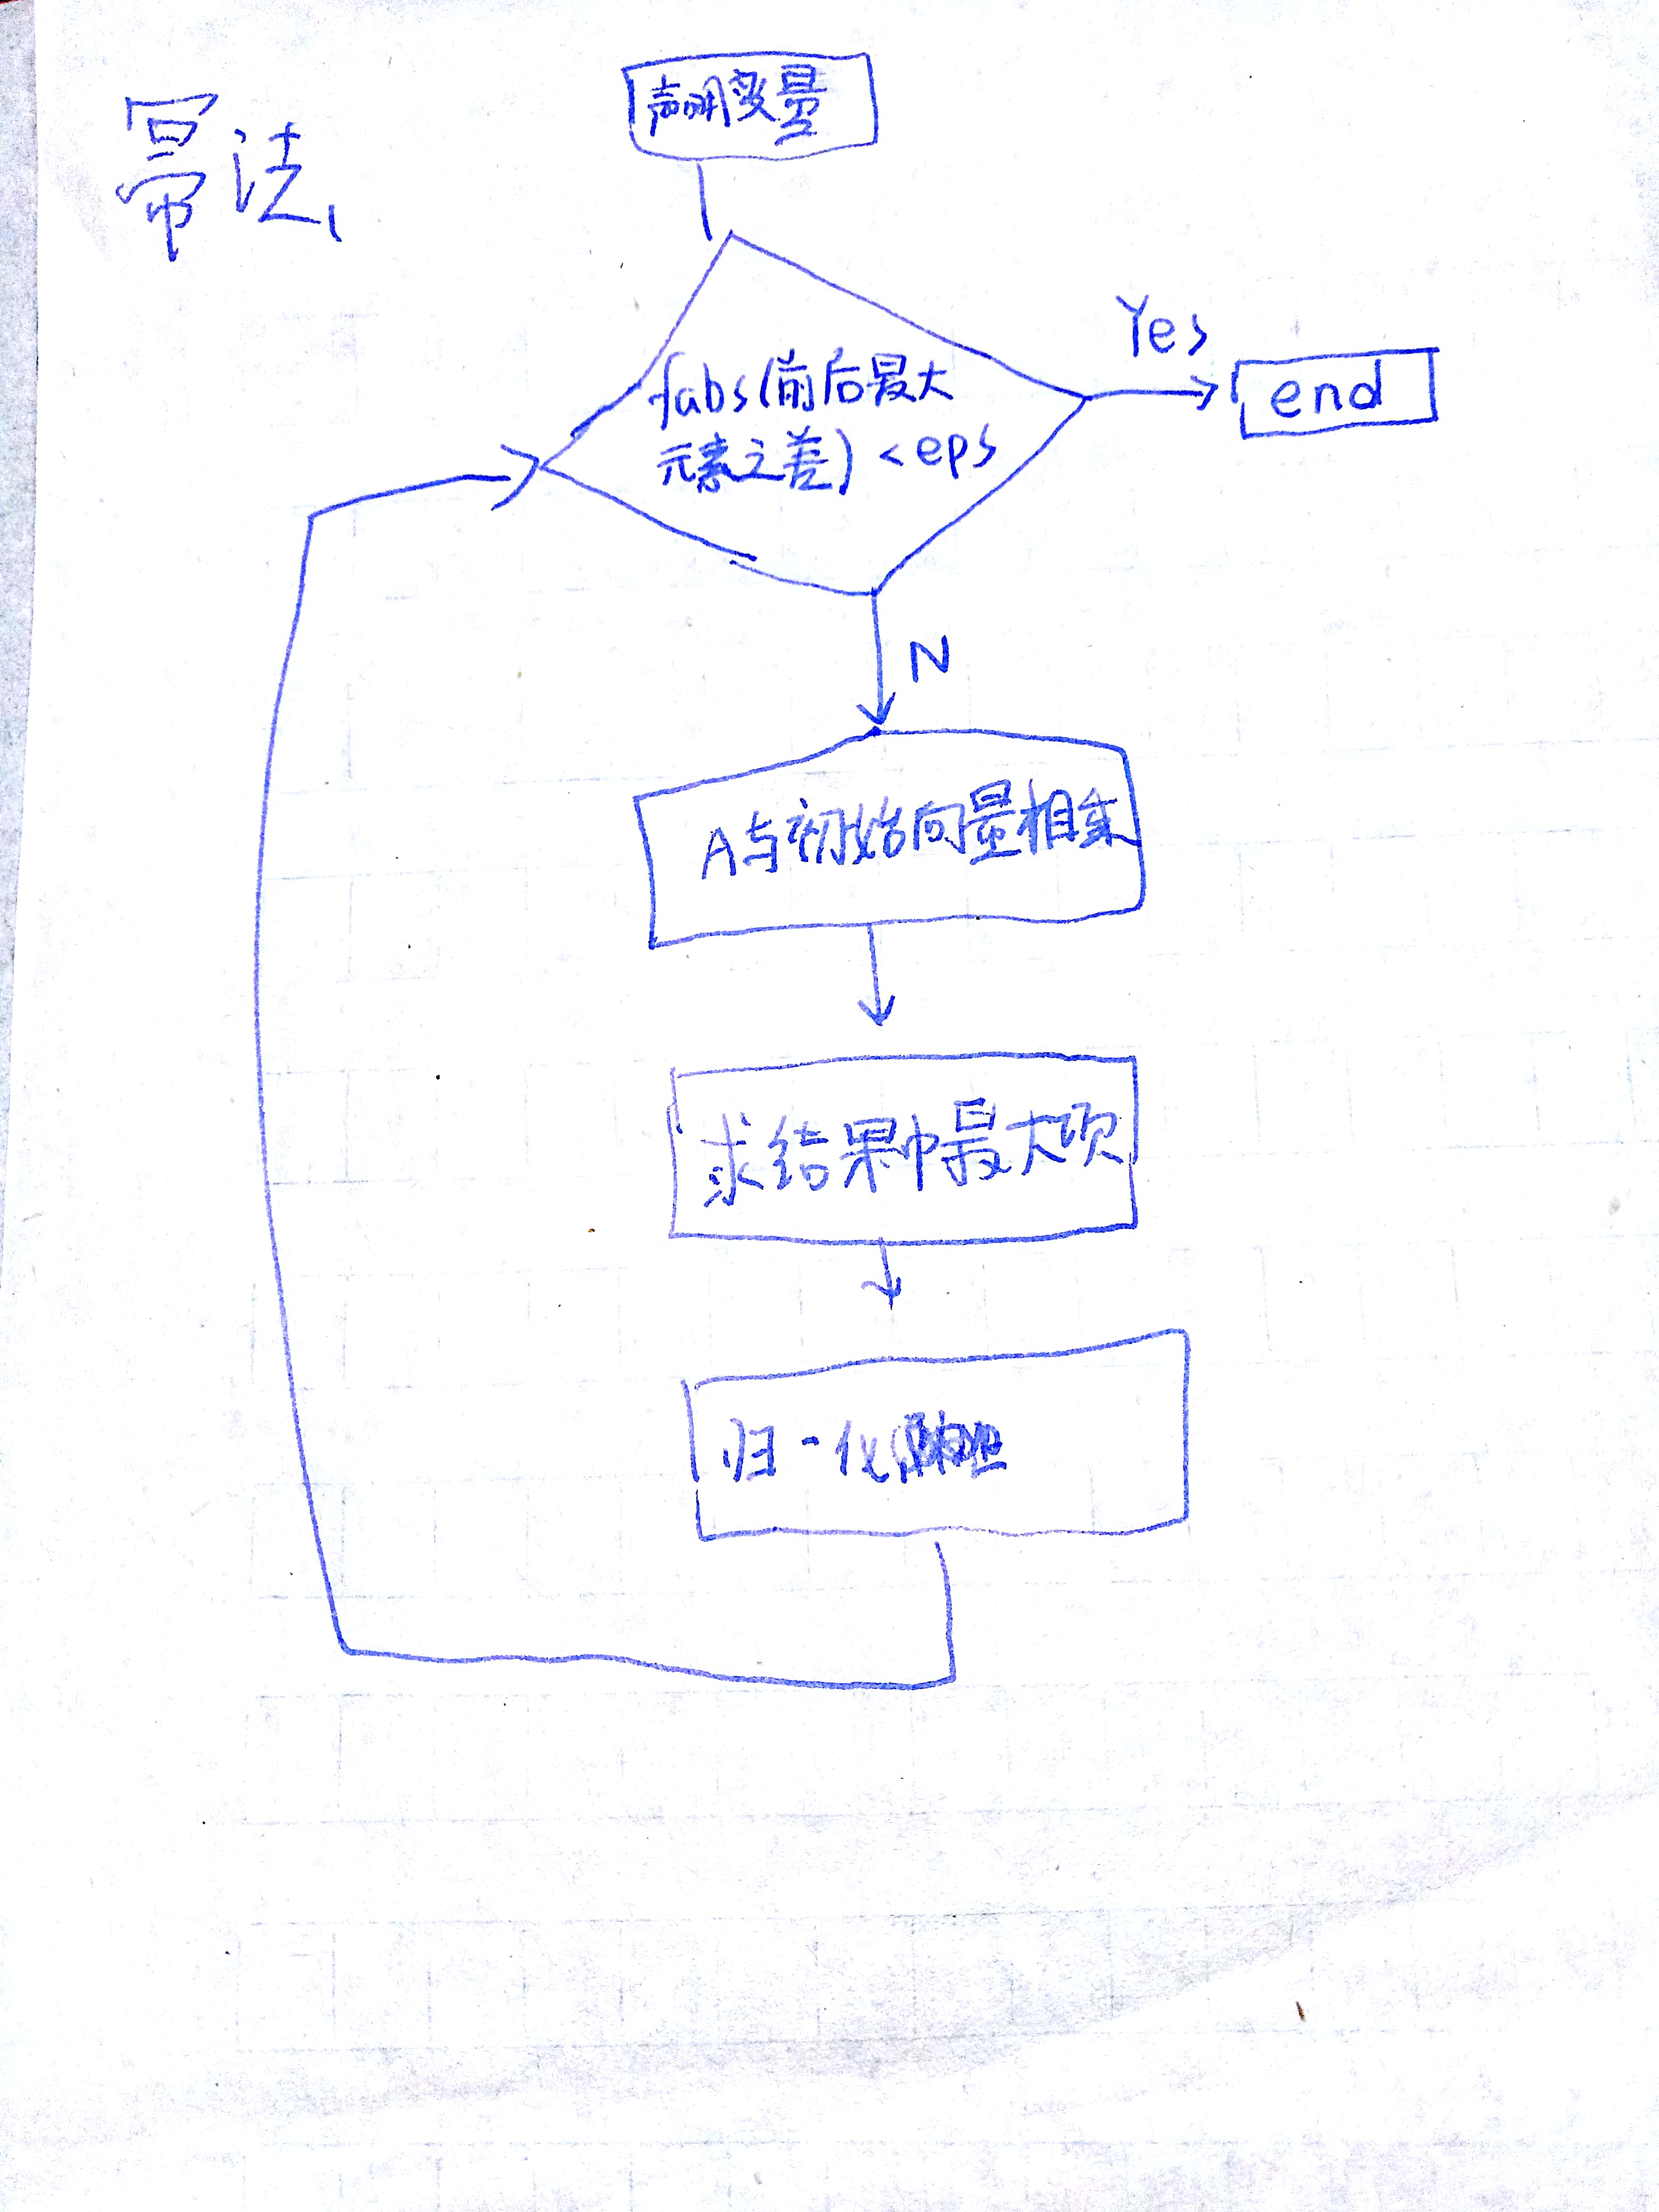 幂法
声明变量
fabs(前后最大
元素之差) <eps
Yes
end
N
A与初始向量相乘
求结果中最大项
归一化